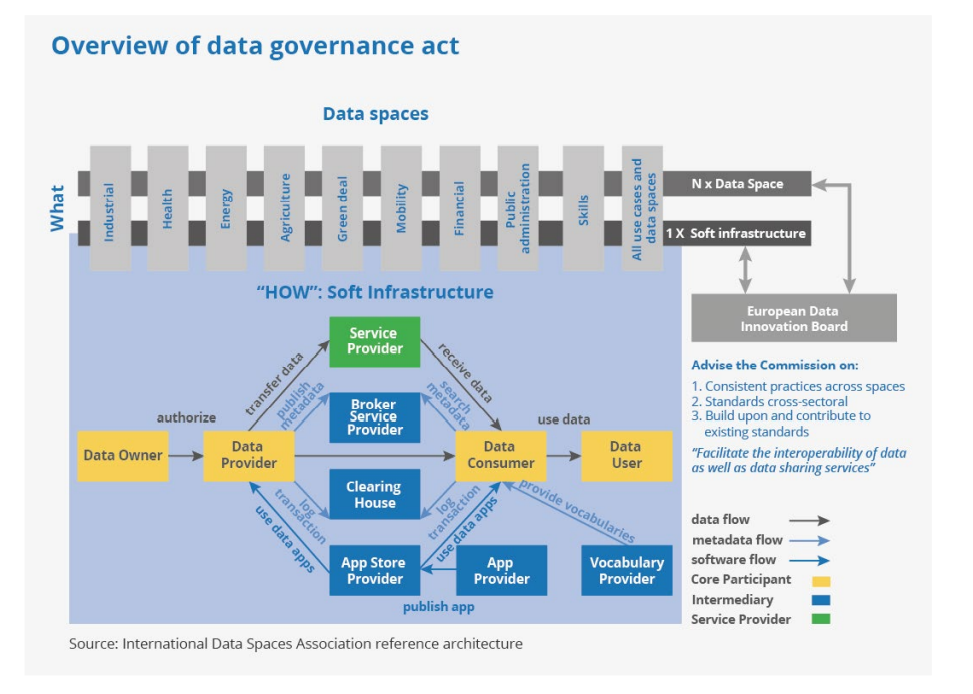 Overview of data governance act
Data spaces
What
Industrial
Health
Energy
Agriculture
Green deal
Mobility
Financial
Public
administration
Skills
All use cases and
data spaces
N x Data Space
1 X Soft infrastructure
“HOW”: Soft Infrastructure
European Data
Innovation Board
Advise the Commission on:
1. Consistent practices across spaces
2. Standards cross-sectoral
3. Build upon and contribute to
existing standards
“Facilitate the interoperability of data
as well as data sharing services”
Service
Provider
transfer data
receive data
publish
metadata
search
metadata
Broker
Service
Provider
authorize
use data
Data Owner
Data
Provider
Data
Consumer
Data
User
Clearing
House
log
transaction
log
transaction
use data apps
use data apps
provide vocabularies
App Store
Provider
App
Provider
Vocabulary
Provider
publish app
data flow
metadata flow
software flow
Core Participant
Intermediary
Service Provider
Source: International Data Spaces Association reference architecture